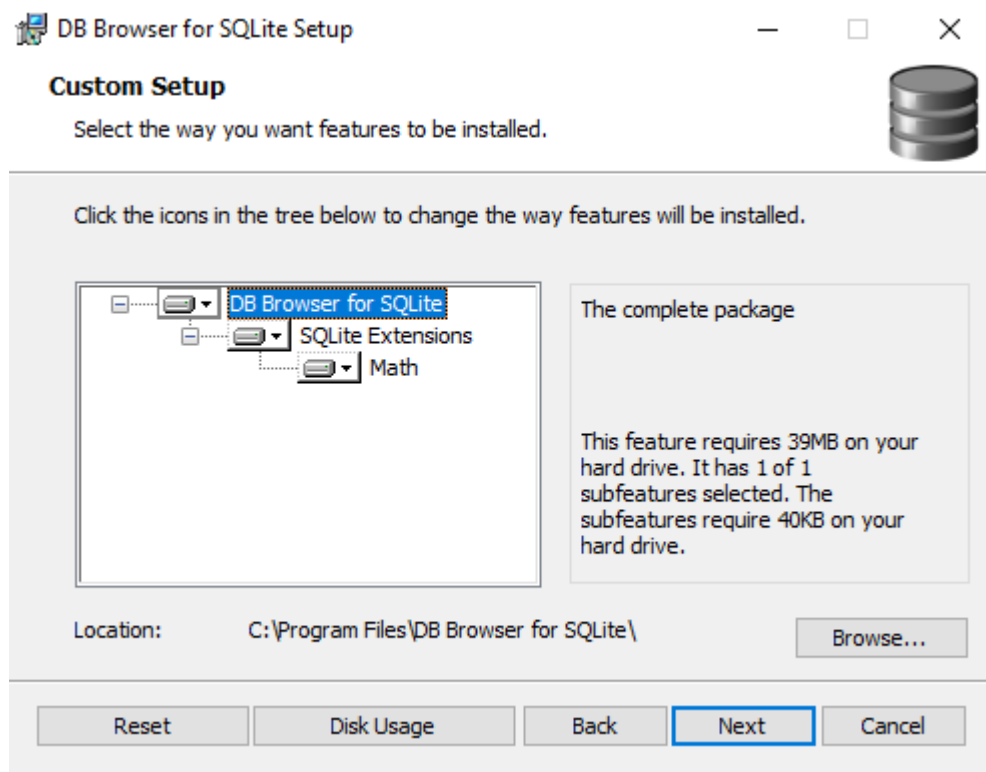 DB Browser for SQLite Setup
Custom Setup
Select the way you want features to be installed.
Click the icons in the tree below to change the way features will be installed.
DB Browser for SQLite
SQLite Extensions
Math
The complete package
This feature requires 39MB on your
hard drive. It has 1 of 1
subfeatures selected. The
subfeatures require 40KB on your
hard drive.
Location: C:\Program Files\DB Browser for SQLite\
Browse...
Reset Disk Usage Back Next Cancel